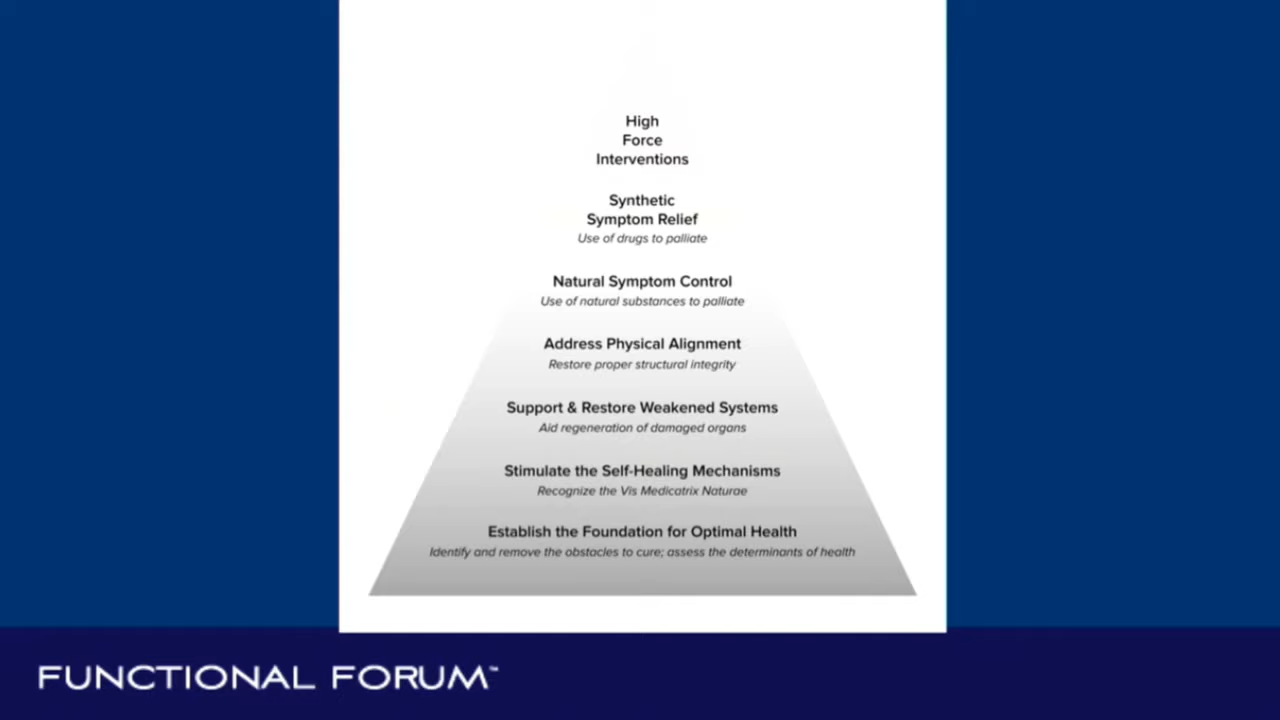 High
Force
Interventions
Synthetic
Symptom Relief
Use of drugs to palliate
Natural Symptom Control
Use of natural substances to palliate
Address Physical Alignment
Restore proper structural integrity
Support & Restore Weakened Systems
Aid regeneration of damaged organs
Stimulate the Self-Healing Mechanisms
Recognize the Vis Medicatrix Naturae
Establish the Foundation for Optimal Health
Identify and remove the obstacles to cure; assess the determinants of health
FUNCTIONAL FORUM™